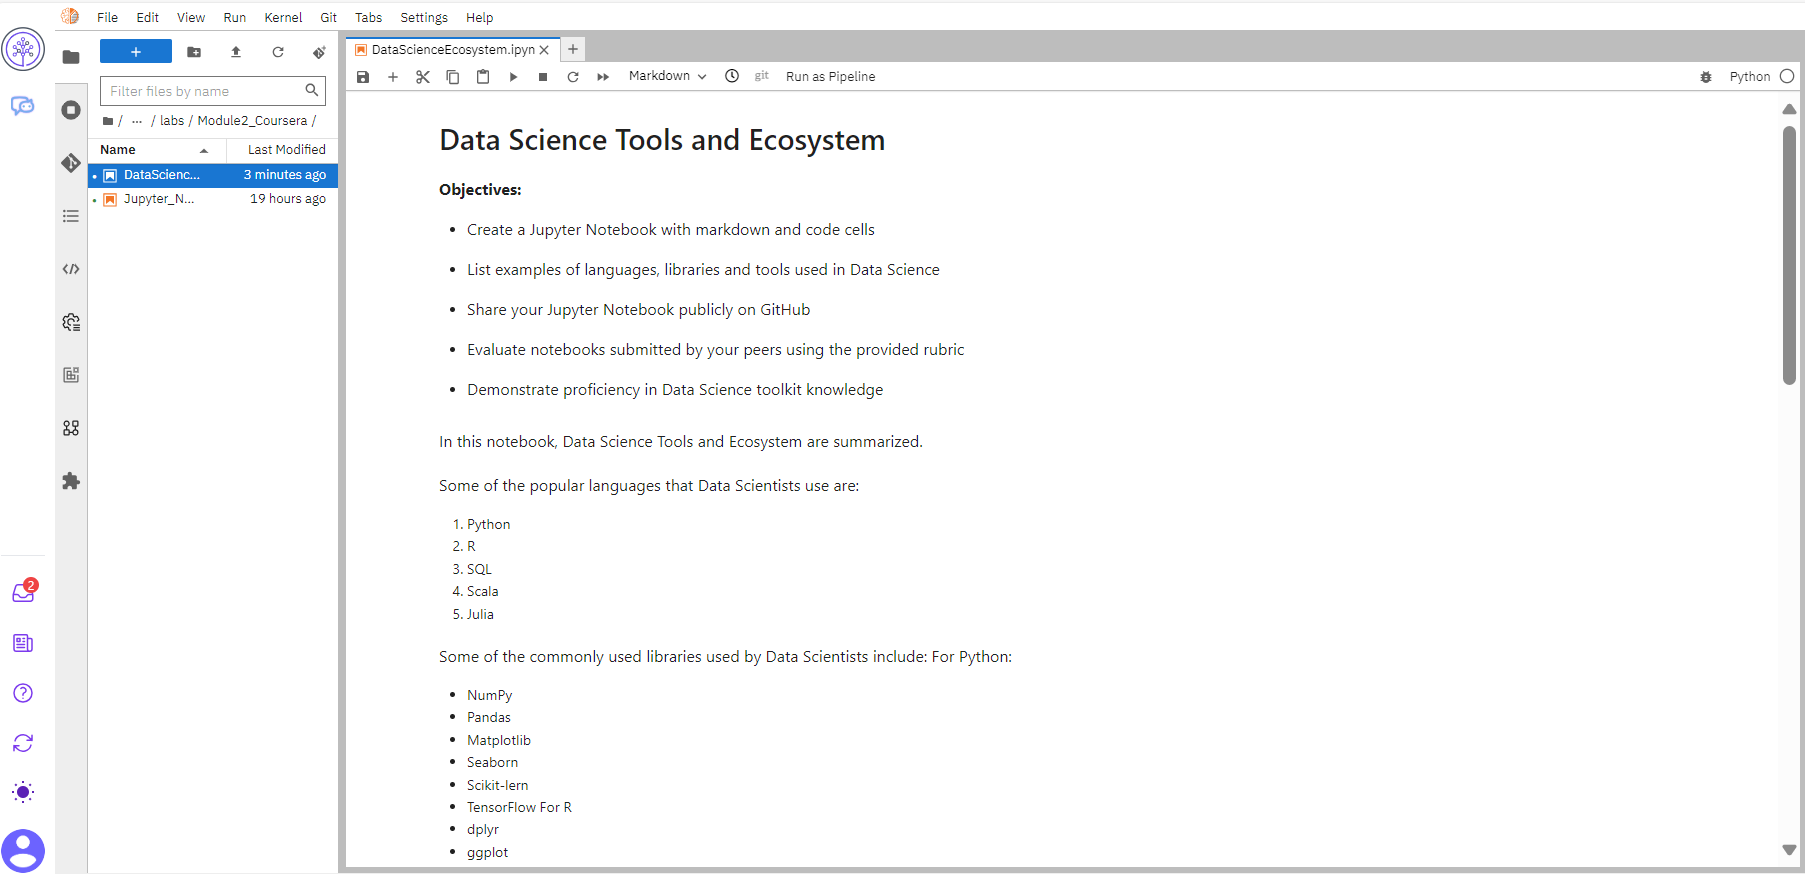 File Edit View Run Kernel Git Tabs Settings Help
DataScienceEcosystem.ipyn
Filter files by name
Markdown git Run as Pipeline Python
/ ... / labs / Module2_Coursera /
Name Last Modified
DataScienc... 3 minutes ago
Jupyter_N... 19 hours ago
Data Science Tools and Ecosystem
Objectives:
• Create a Jupyter Notebook with markdown and code cells
• List examples of languages, libraries and tools used in Data Science
• Share your Jupyter Notebook publicly on GitHub
• Evaluate notebooks submitted by your peers using the provided rubric
• Demonstrate proficiency in Data Science toolkit knowledge
In this notebook, Data Science Tools and Ecosystem are summarized.
Some of the popular languages that Data Scientists use are:
1. Python
2. R
3. SQL
4. Scala
5. Julia
Some of the commonly used libraries used by Data Scientists include: For Python:
• NumPy
• Pandas
• Matplotlib
• Seaborn
• Scikit-lern
• TensorFlow For R
• dplyr
• ggplot
2